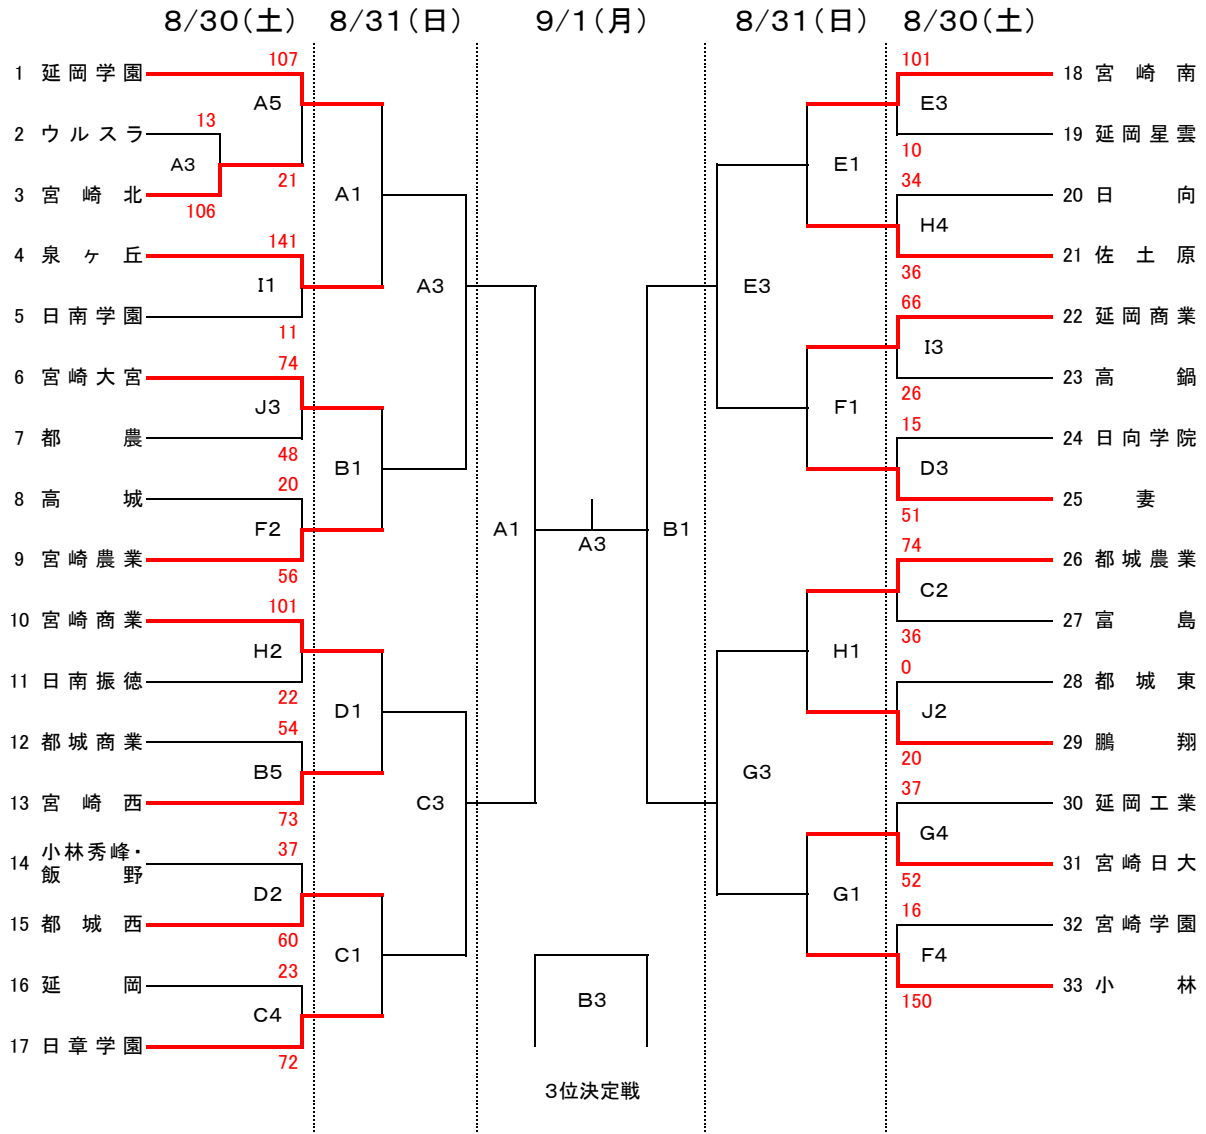 8/30(土) 8/31(日) 9/1(月) 8/31(日) 8/30(土)
1 延岡学園 107
A5
2 ウルスラ 13
A3
21
3 宮崎北 106
A1
4 泉ヶ丘 141
I1
A3
5 日南学園 11
6 宮崎大宮 74
J3
7 都農 48
B1
8 高城 20
F2
9 宮崎農業 56
A1
10 宮崎商業 101
H2
11 日南振徳 22
D1
12 都城商業 54
B5
13 宮崎西 73
C3
14 小林秀峰・
飯野 37
D2
15 都城西 60
C1
16 延岡 23
C4
17 日章学園 72
A3
B3
3位決定戦
101 18 宮崎南
E3
10 19 延岡星雲
E1
34 20 日向
H4
36 21 佐土原
E3
66 22 延岡商業
I3
26 23 高鍋
F1
15 24 日向学院
D3
51 25 妻
B1
74 26 都城農業
C2
36 27 富島
H1
0 28 都城東
J2
20 29 鵬翔
G3
37 30 延岡工業
G4
52 31 宮崎日大
G1
16 32 宮崎学園
F4
150 33 小林